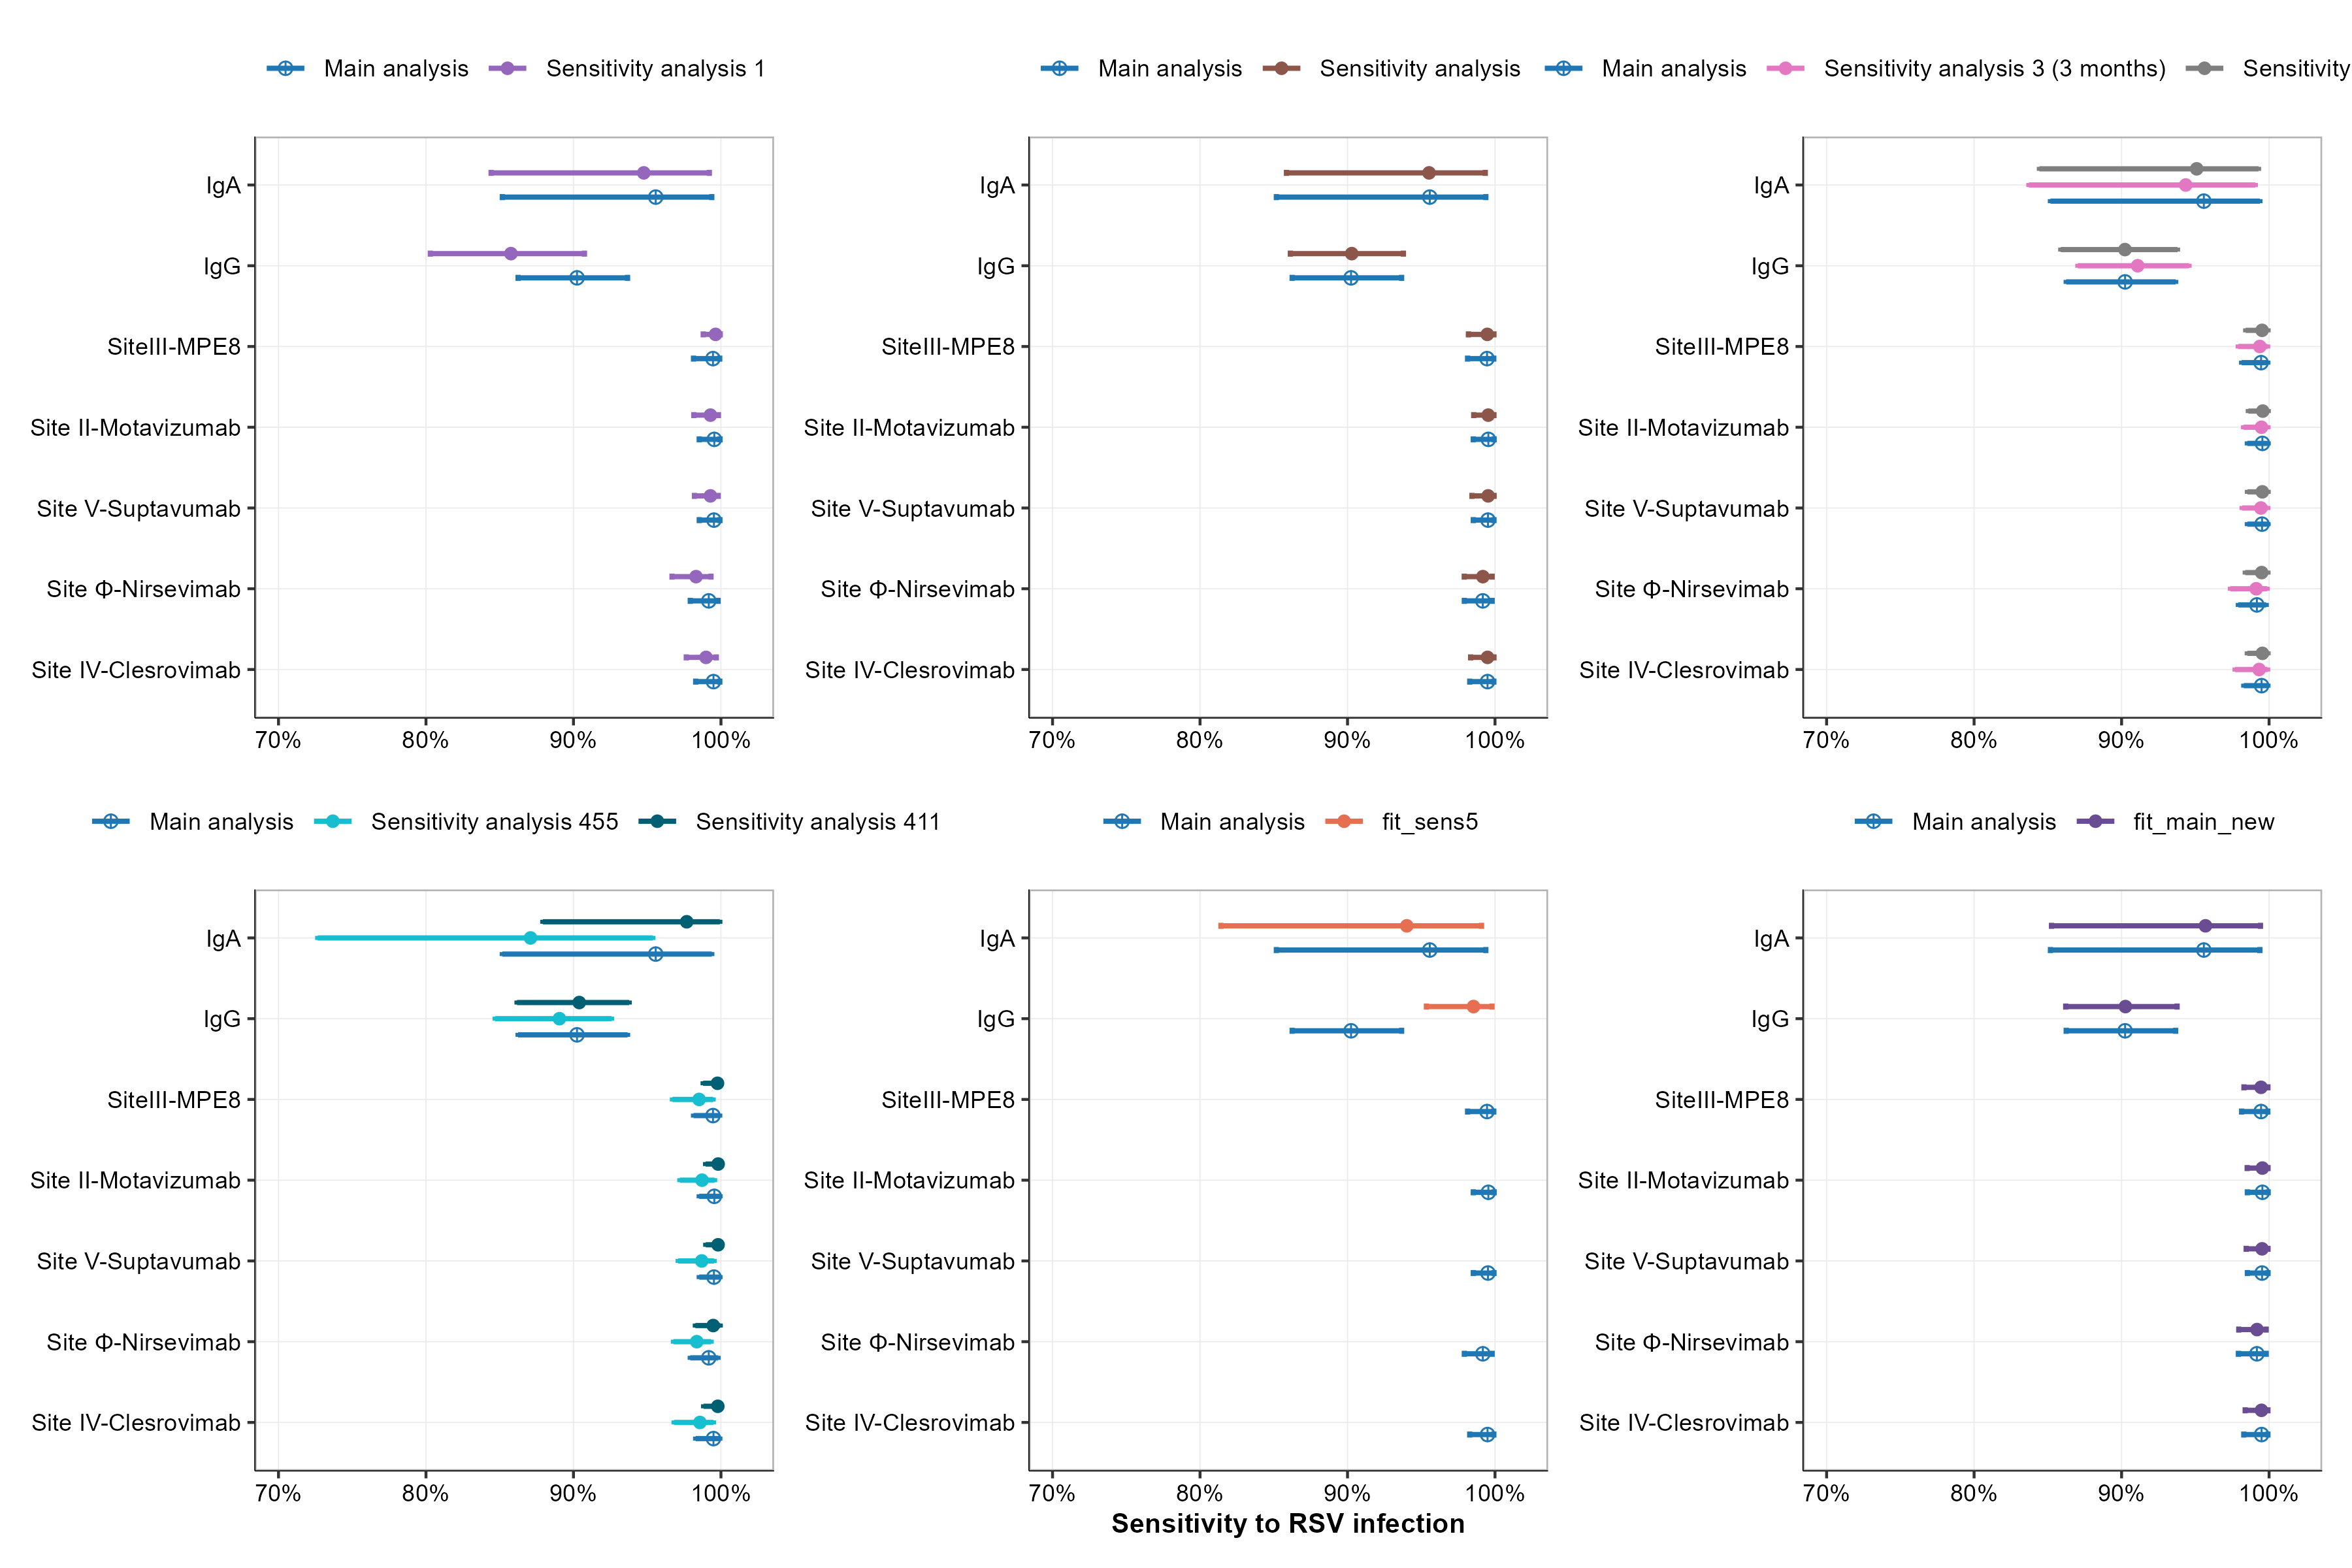 Main analysis Sensitivity analysis 1
Main analysis Sensitivity analysis
Main analysis Sensitivity analysis 3 (3 months) Sensitivity
IgA
IgG
SiteIII-MPE8
Site II-Motavizumab
Site V-Suptavumab
Site Φ-Nirsevimab
Site IV-Clesrovimab
70% 80% 90% 100%
IgA
IgG
SiteIII-MPE8
Site II-Motavizumab
Site V-Suptavumab
Site Φ-Nirsevimab
Site IV-Clesrovimab
70% 80% 90% 100%
IgA
IgG
SiteIII-MPE8
Site II-Motavizumab
Site V-Suptavumab
Site Φ-Nirsevimab
Site IV-Clesrovimab
70% 80% 90% 100%
Main analysis Sensitivity analysis 455 Sensitivity analysis 411
IgA
IgG
SiteIII-MPE8
Site II-Motavizumab
Site V-Suptavumab
Site Φ-Nirsevimab
Site IV-Clesrovimab
70% 80% 90% 100%
Main analysis fit_sens5
IgA
IgG
SiteIII-MPE8
Site II-Motavizumab
Site V-Suptavumab
Site Φ-Nirsevimab
Site IV-Clesrovimab
70% 80% 90% 100%
Main analysis fit_main_new
IgA
IgG
SiteIII-MPE8
Site II-Motavizumab
Site V-Suptavumab
Site Φ-Nirsevimab
Site IV-Clesrovimab
70% 80% 90% 100%
Sensitivity to RSV infection